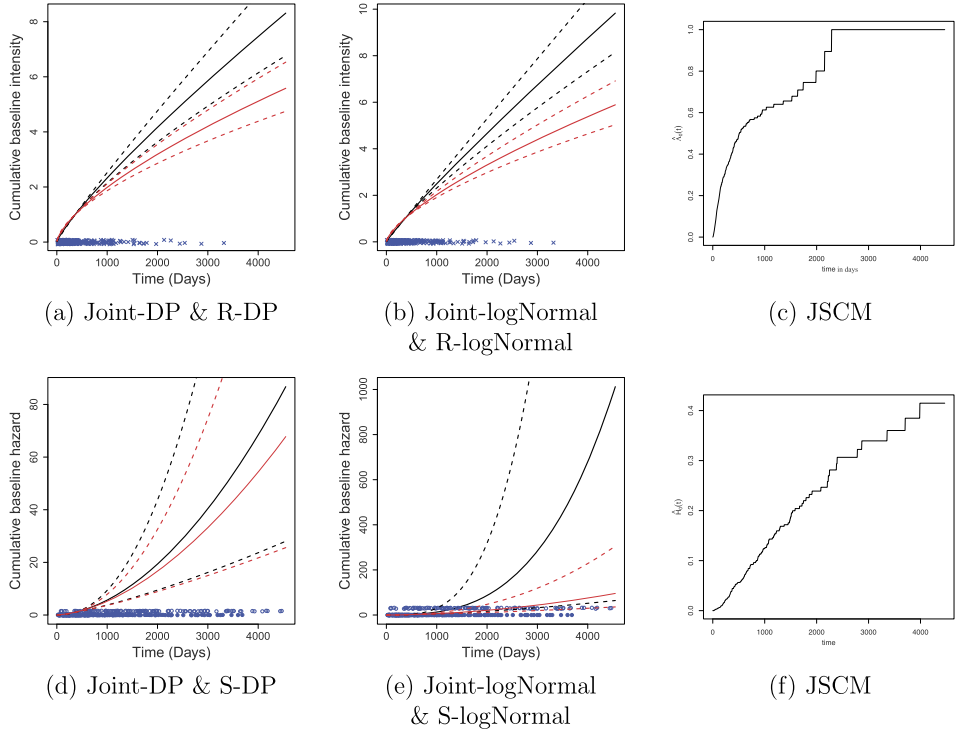 Cumulative baseline intensity
0 2 4 6 8
0 1000 2000 3000 4000
Time (Days)
(a) Joint-DP & R-DP
Cumulative baseline intensity
0 2 4 6 8 10
0 1000 2000 3000 4000
Time (Days)
(b) Joint-logNormal
& R-logNormal
Λ̂₀(t)
0.0 0.2 0.4 0.6 0.8 1.0
0 1000 2000 3000 4000
time in days
(c) JSCM
Cumulative baseline hazard
0 20 40 60 80
0 1000 2000 3000 4000
Time (Days)
(d) Joint-DP & S-DP
Cumulative baseline hazard
0 200 400 600 800 1000
0 1000 2000 3000 4000
Time (Days)
(e) Joint-logNormal
& S-logNormal
Ĥ₀(t)
0.0 0.1 0.2 0.3 0.4
0 1000 2000 3000 4000
time
(f) JSCM